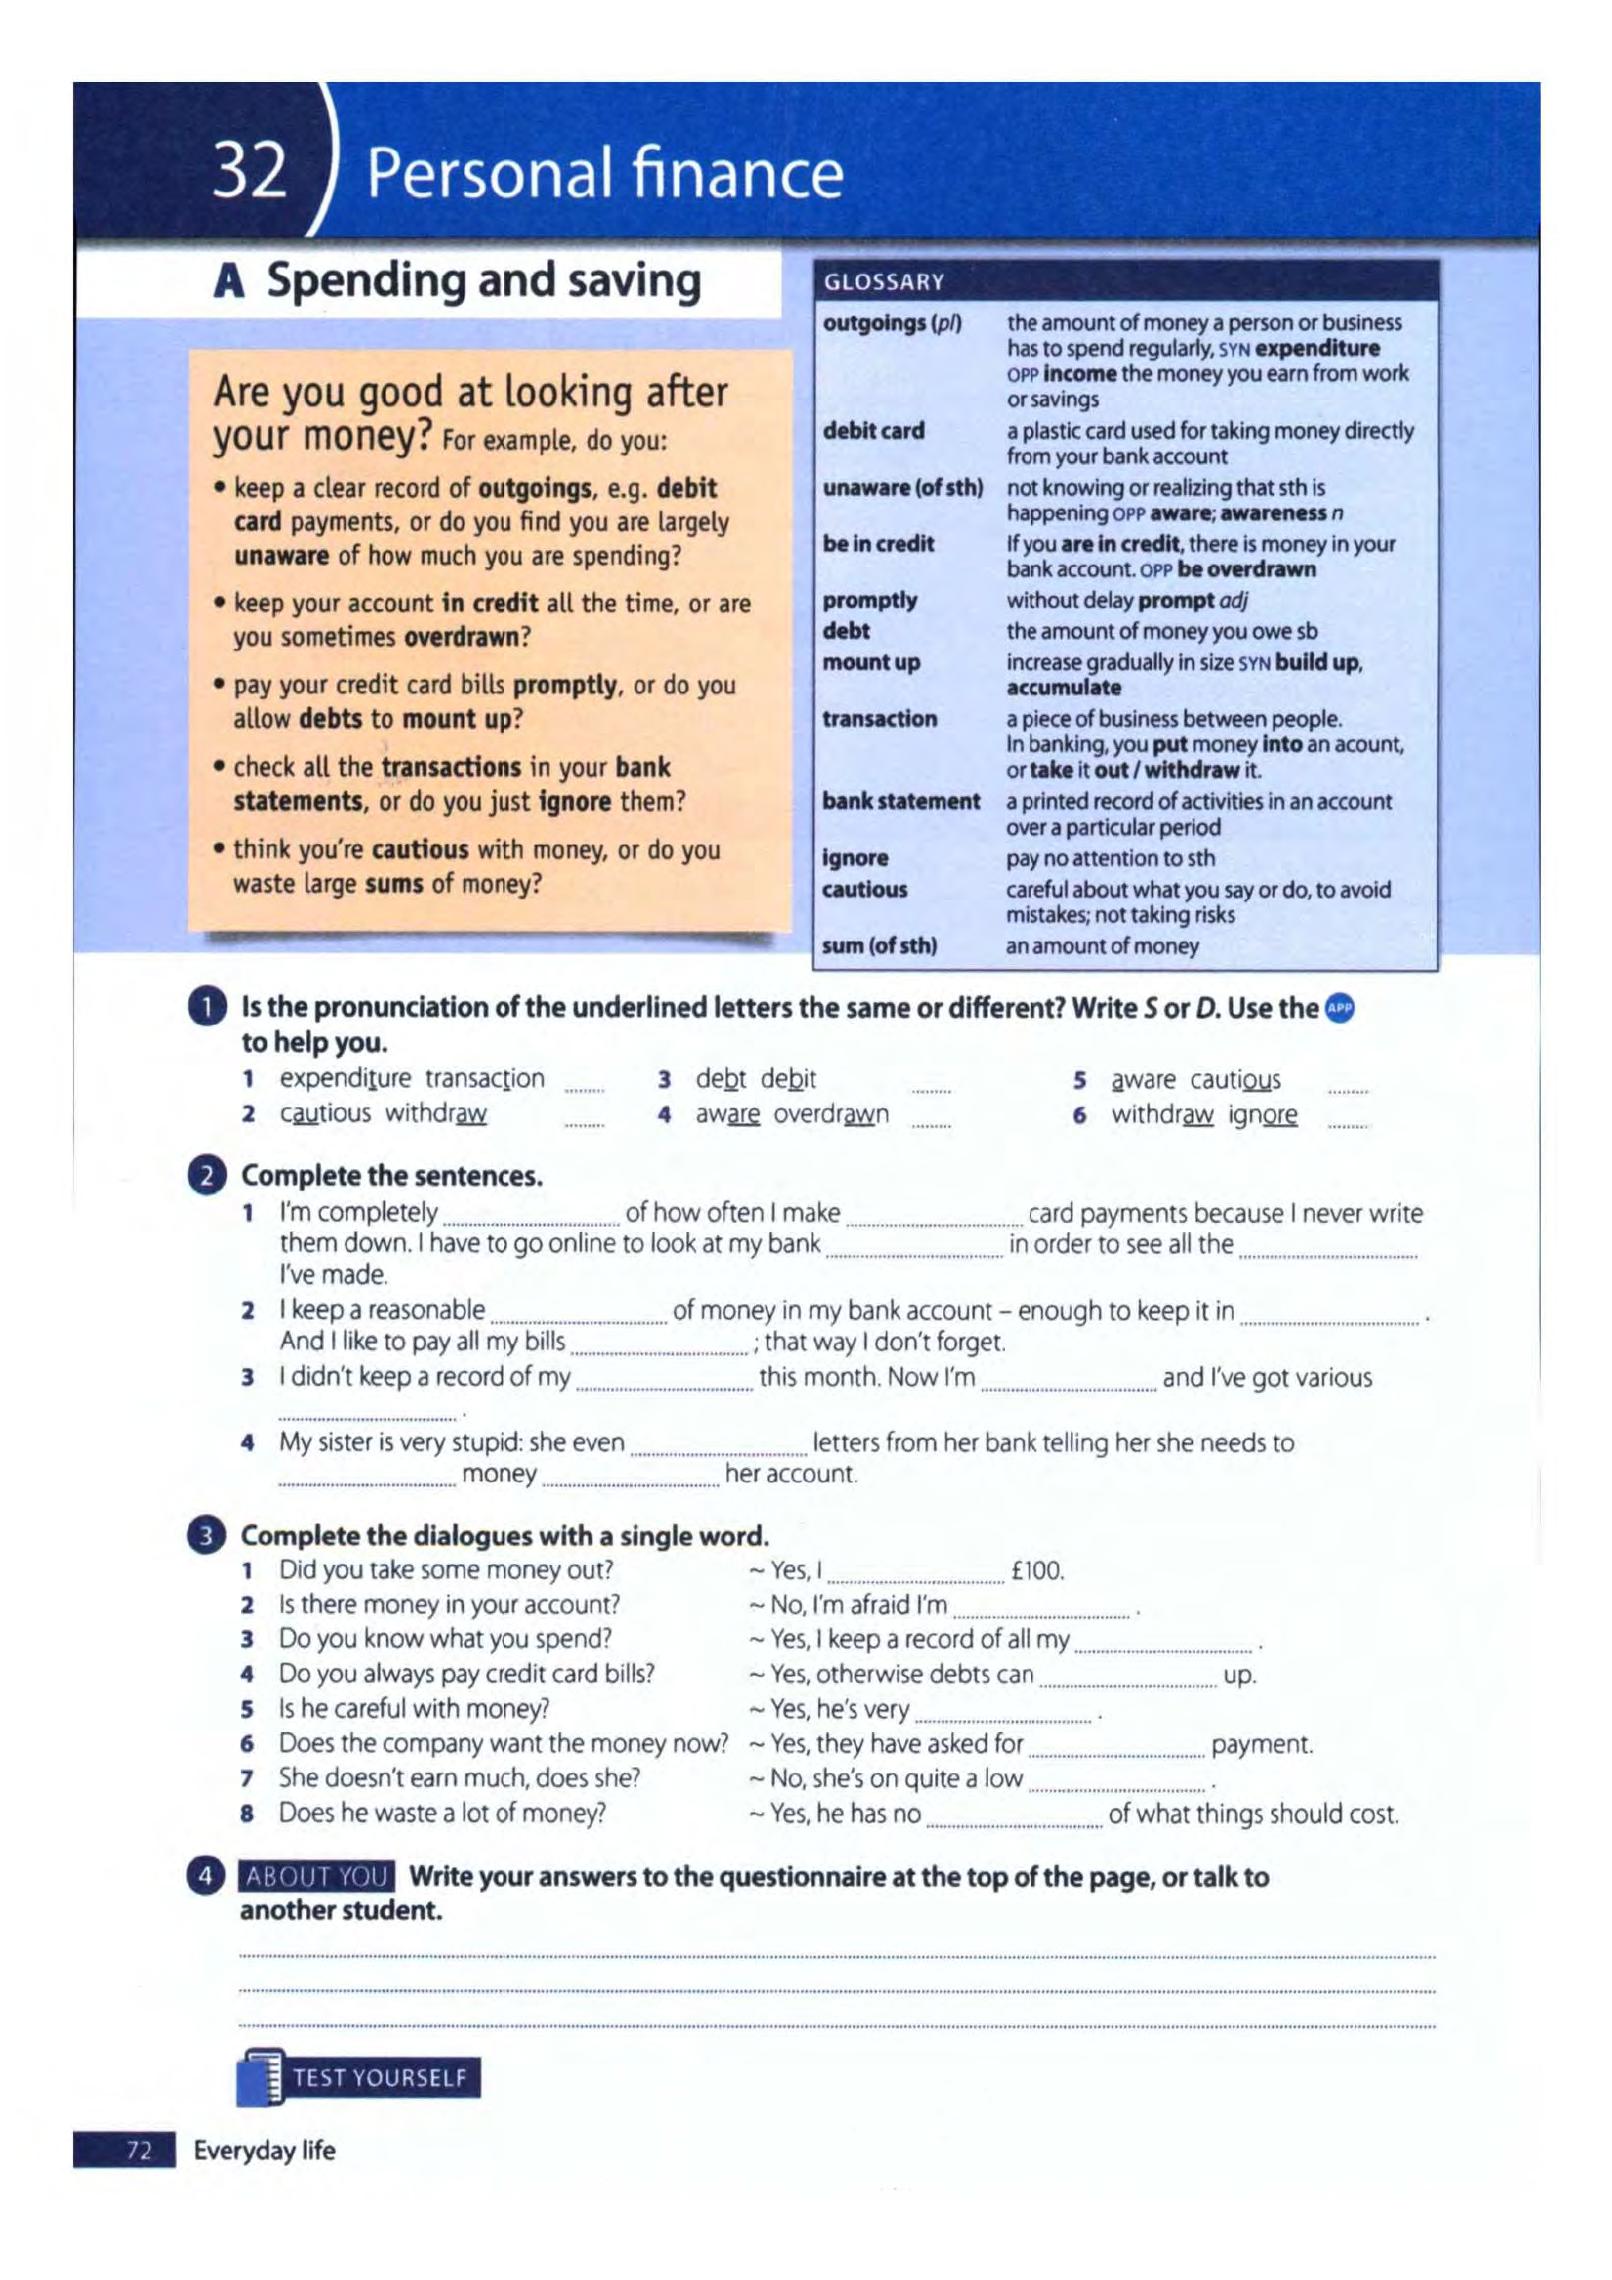 32 Personal finance
A Spending and saving
Are you good at looking after
your money? For example, do you:
• keep a clear record of outgoings, e.g. debit
card payments, or do you find you are largely
unaware of how much you are spending?
• keep your account in credit all the time, or are
you sometimes overdrawn?
• pay your credit card bills promptly, or do you
allow debts to mount up?
• check all the transactions in your bank
statements, or do you just ignore them?
• think you're cautious with money, or do you
waste large sums of money?
GLOSSARY
outgoings (pl) the amount of money a person or business
has to spend regularly, SYN expenditure
OPP income the money you earn from work
or savings
debit card a plastic card used for taking money directly
from your bank account
unaware (of sth) not knowing or realizing that sth is
happening OPP aware; awareness n
be in credit If you are in credit, there is money in your
bank account. OPP be overdrawn
promptly without delay prompt adj
debt the amount of money you owe sb
mount up increase gradually in size SYN build up,
accumulate
transaction a piece of business between people.
In banking, you put money into an acount,
or take it out / withdraw it.
bank statement a printed record of activities in an account
over a particular period
ignore pay no attention to sth
cautious careful about what you say or do, to avoid
mistakes; not taking risks
sum (of sth) an amount of money
1 Is the pronunciation of the underlined letters the same or different? Write S or D. Use the APP
to help you.
1 expenditure transaction ........ 3 debt debit ........ 5 aware cautious ........
2 cautious withdraw ........ 4 aware overdrawn ........ 6 withdraw ignore ........
2 Complete the sentences.
1 I'm completely ........ of how often I make ........ card payments because I never write
them down. I have to go online to look at my bank ........ in order to see all the ........
I've made.
2 I keep a reasonable ........ of money in my bank account – enough to keep it in ........ .
And I like to pay all my bills ........ ; that way I don't forget.
3 I didn't keep a record of my ........ this month. Now I'm ........ and I've got various
........ .
4 My sister is very stupid: she even ........ letters from her bank telling her she needs to
........ money ........ her account.
3 Complete the dialogues with a single word.
1 Did you take some money out? ~ Yes, I ........ £100.
2 Is there money in your account? ~ No, I'm afraid I'm ........ .
3 Do you know what you spend? ~ Yes, I keep a record of all my ........ .
4 Do you always pay credit card bills? ~ Yes, otherwise debts can ........ up.
5 Is he careful with money? ~ Yes, he's very ........ .
6 Does the company want the money now? ~ Yes, they have asked for ........ payment.
7 She doesn't earn much, does she? ~ No, she's on quite a low ........ .
8 Does he waste a lot of money? ~ Yes, he has no ........ of what things should cost.
4 ABOUT YOU Write your answers to the questionnaire at the top of the page, or talk to
another student.
TEST YOURSELF
72 Everyday life